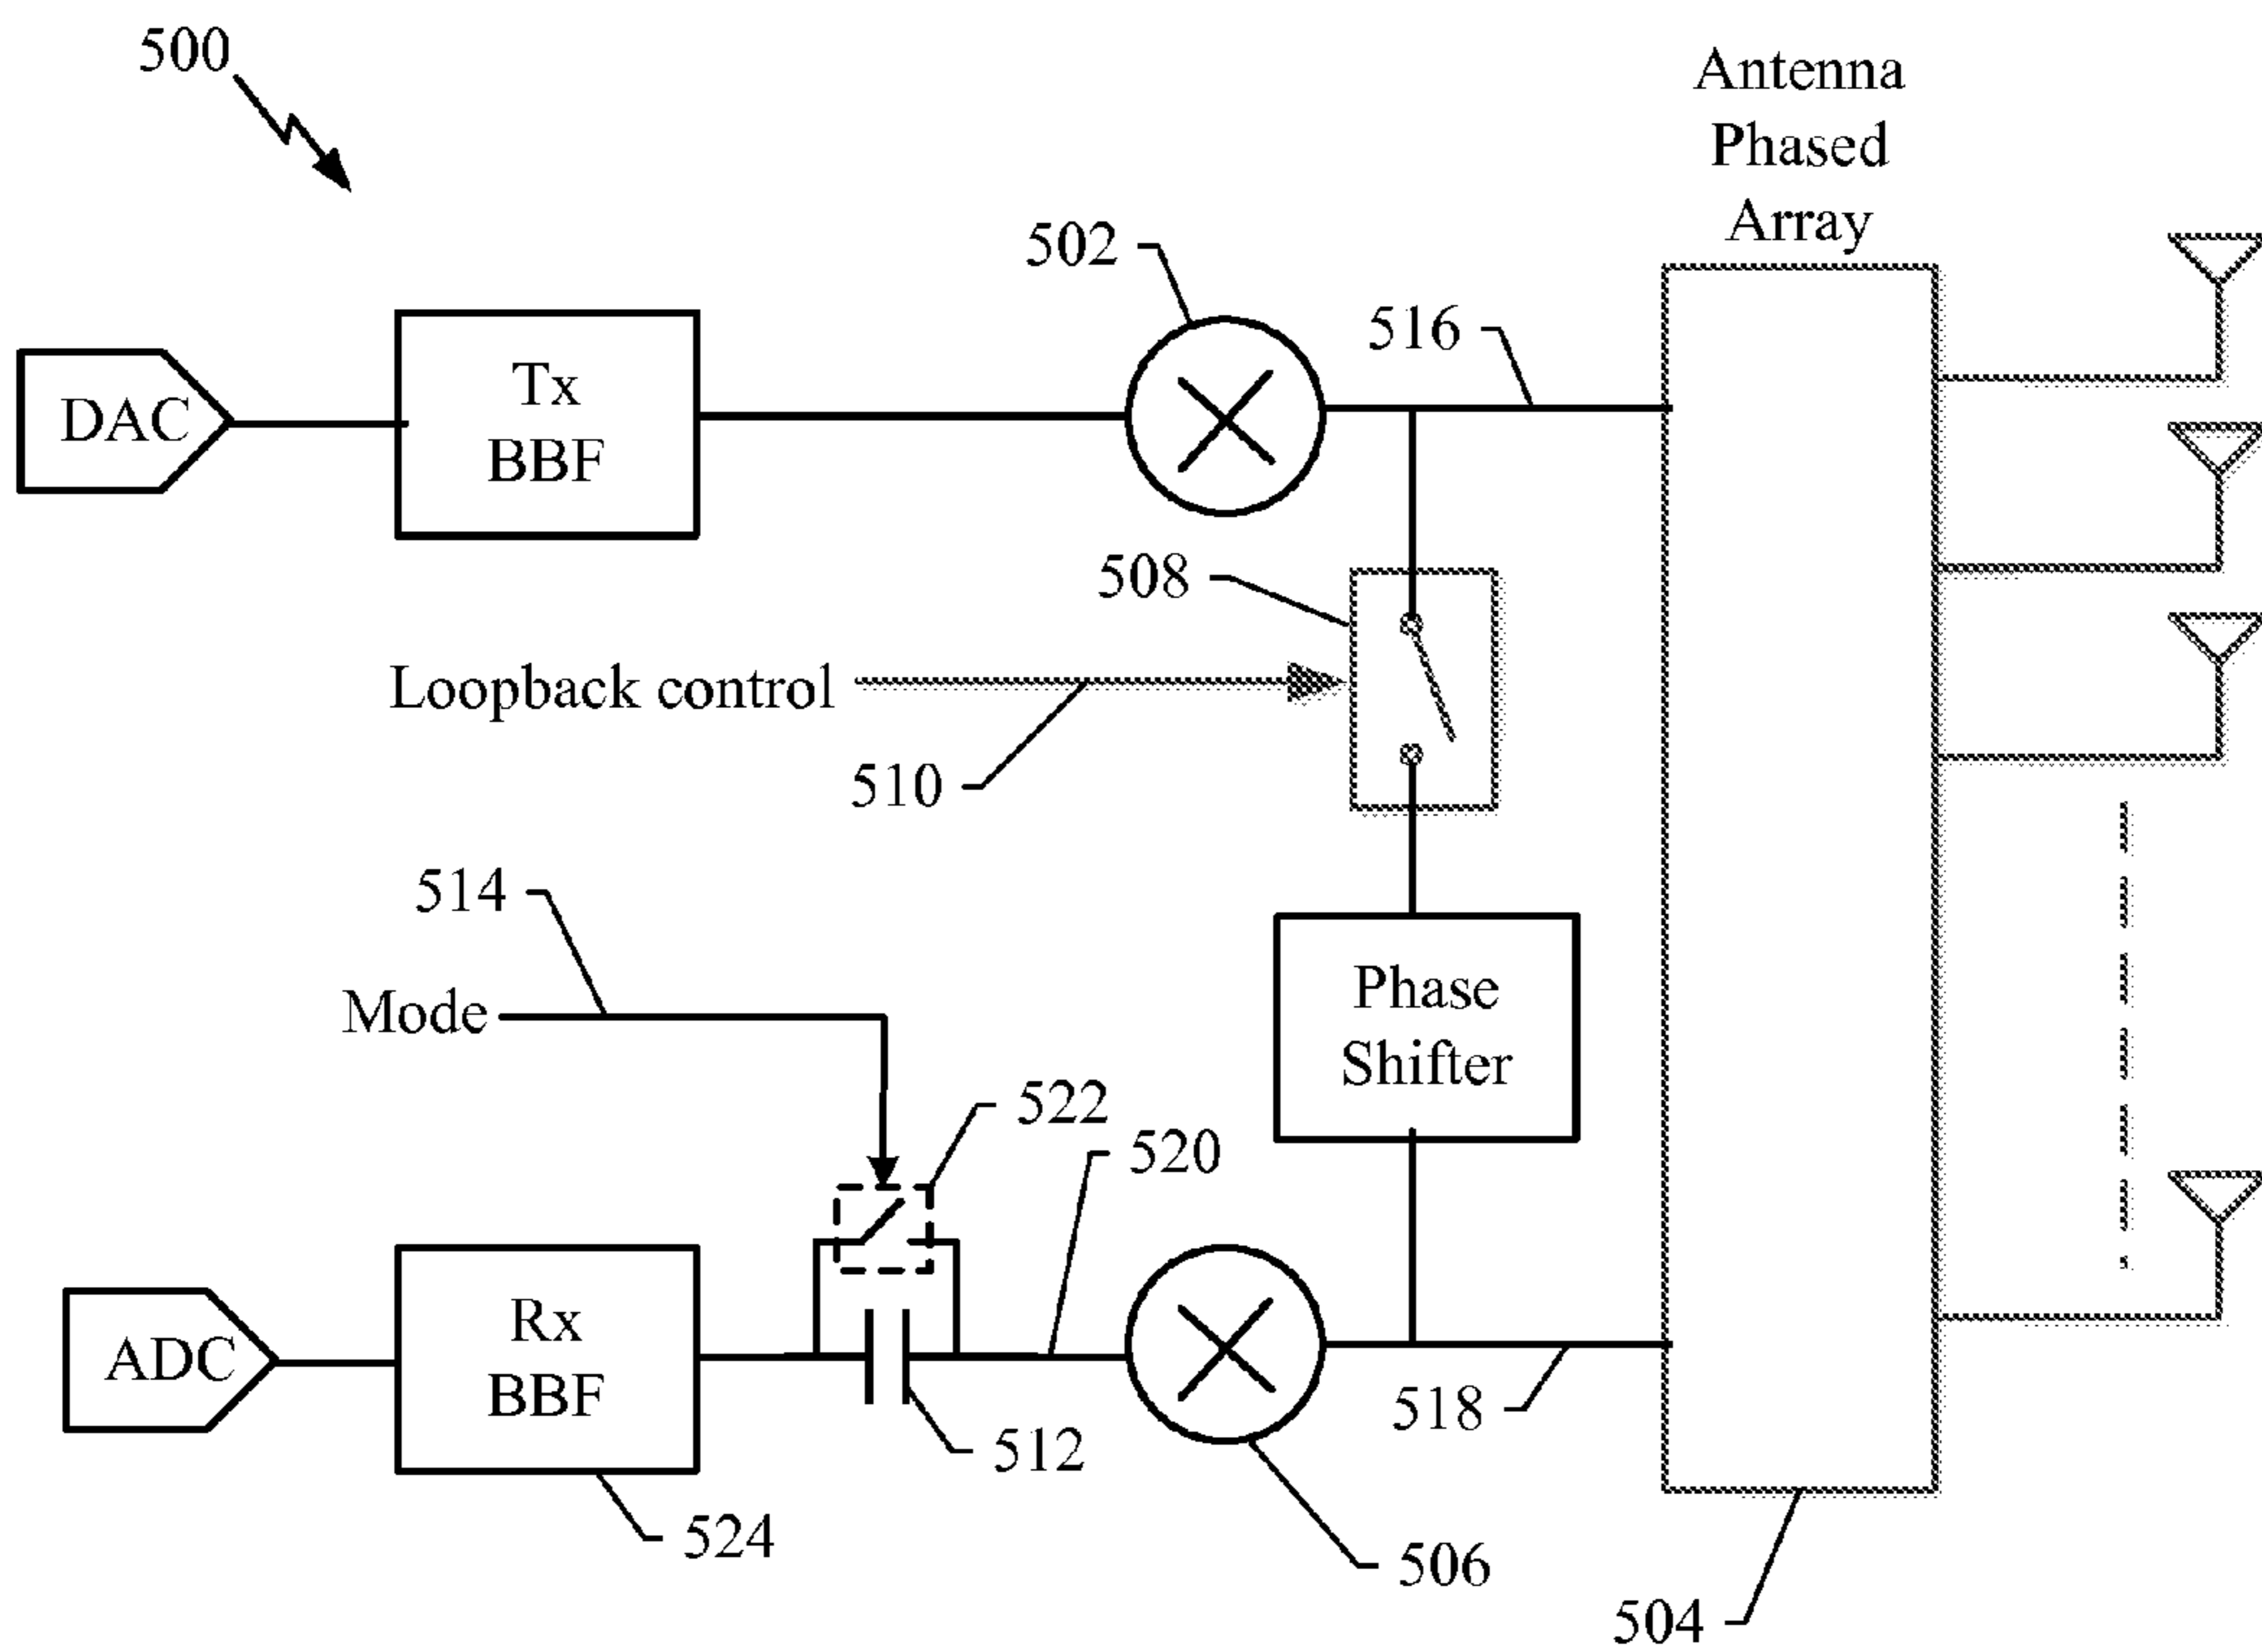 500
Antenna
Phased
Array
502
516
DAC
Tx
BBF
508
Loopback control
510
514
Mode
Phase
Shifter
522
520
ADC
Rx
BBF
512
518
524
506
504